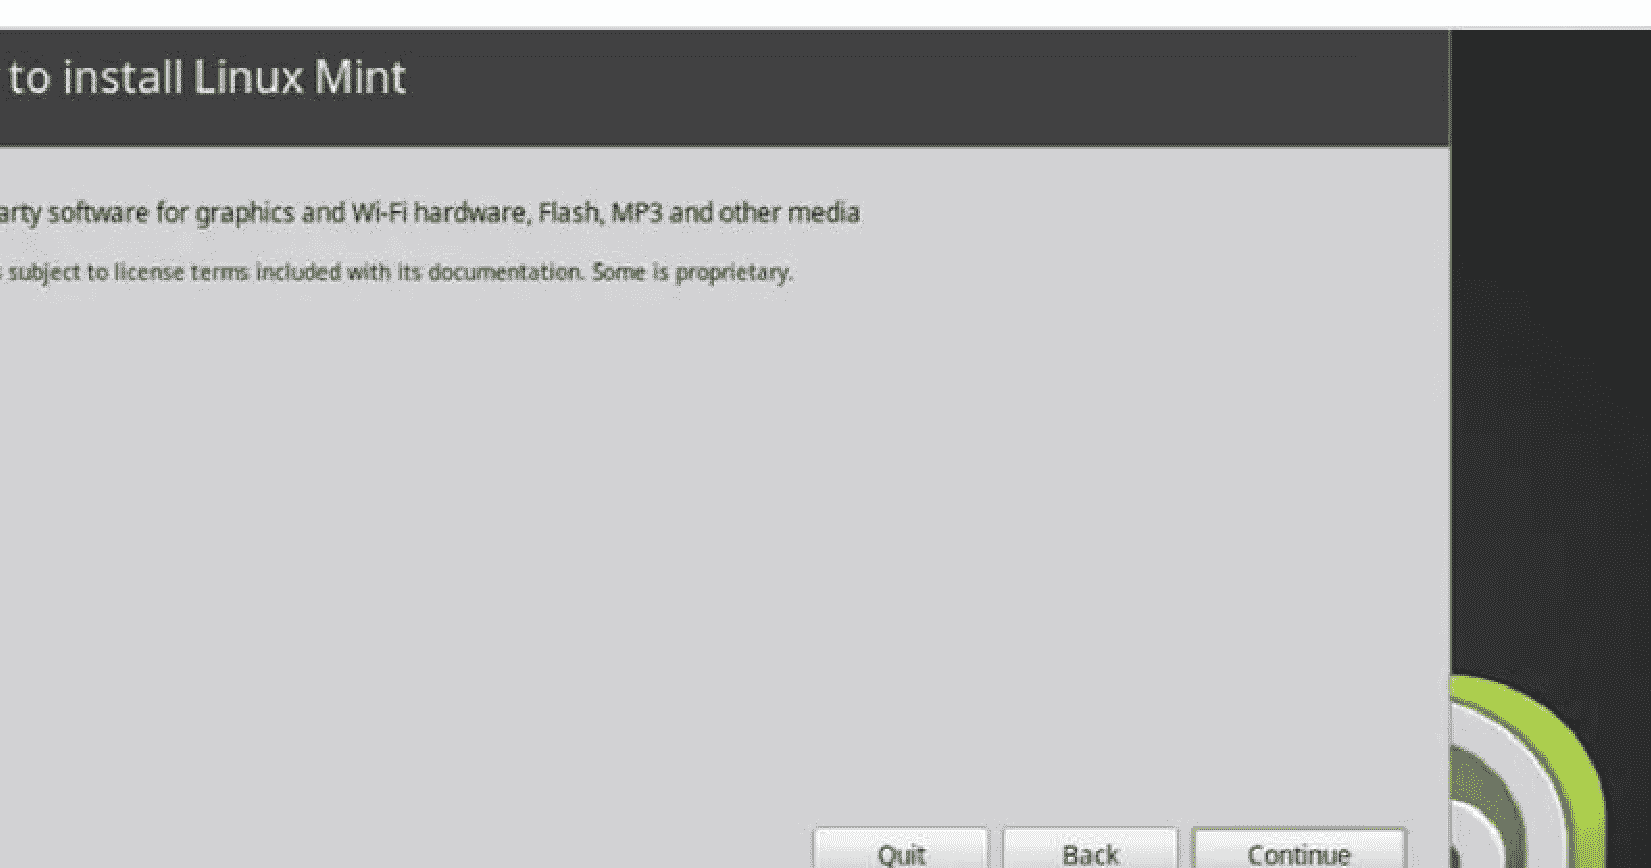 to install Linux Mint
arty software for graphics and Wi-Fi hardware, Flash, MP3 and other media
s subject to license terms included with its documentation. Some is proprietary.
Quit
Back
Continue